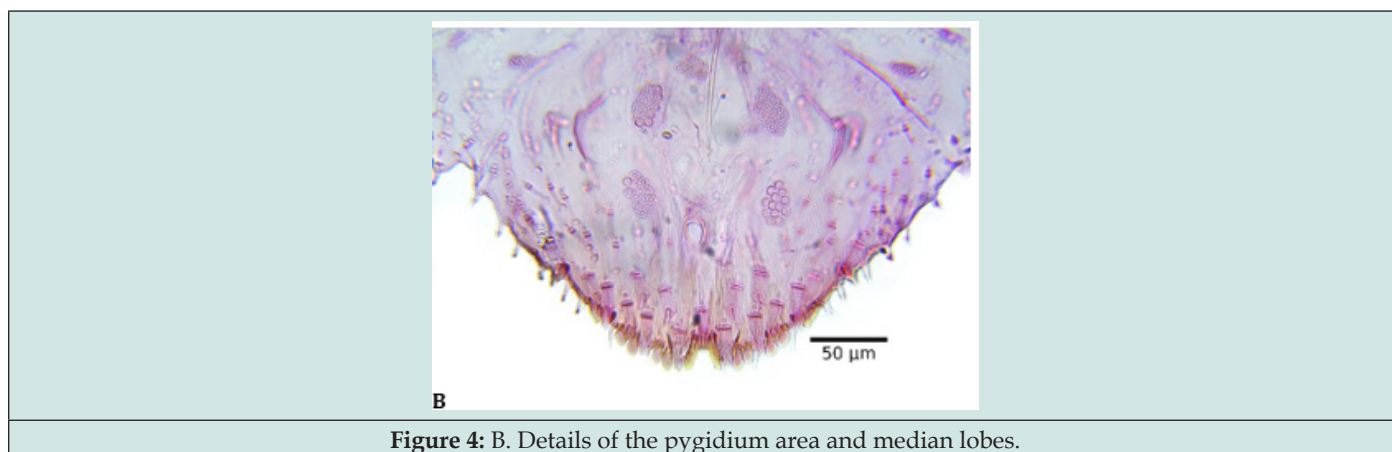 50 μm
B
Figure 4: B. Details of the pygidium area and median lobes.